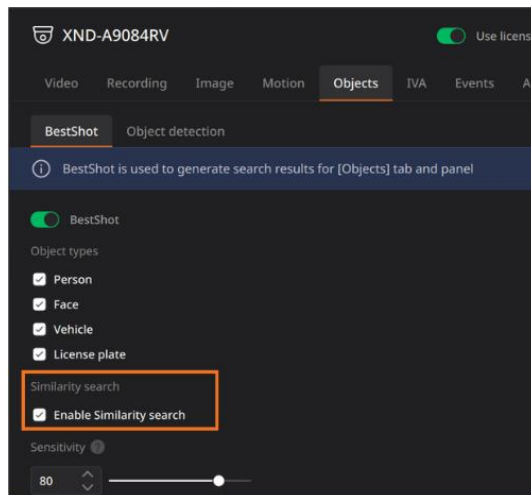 XND-A9084RV
Use licens
Video Recording Image Motion Objects IVA Events A
BestShot Object detection
BestShot is used to generate search results for [Objects] tab and panel
BestShot
Object types
Person
Face
Vehicle
License plate
Similarity search
Enable Similarity search
Sensitivity ?
80